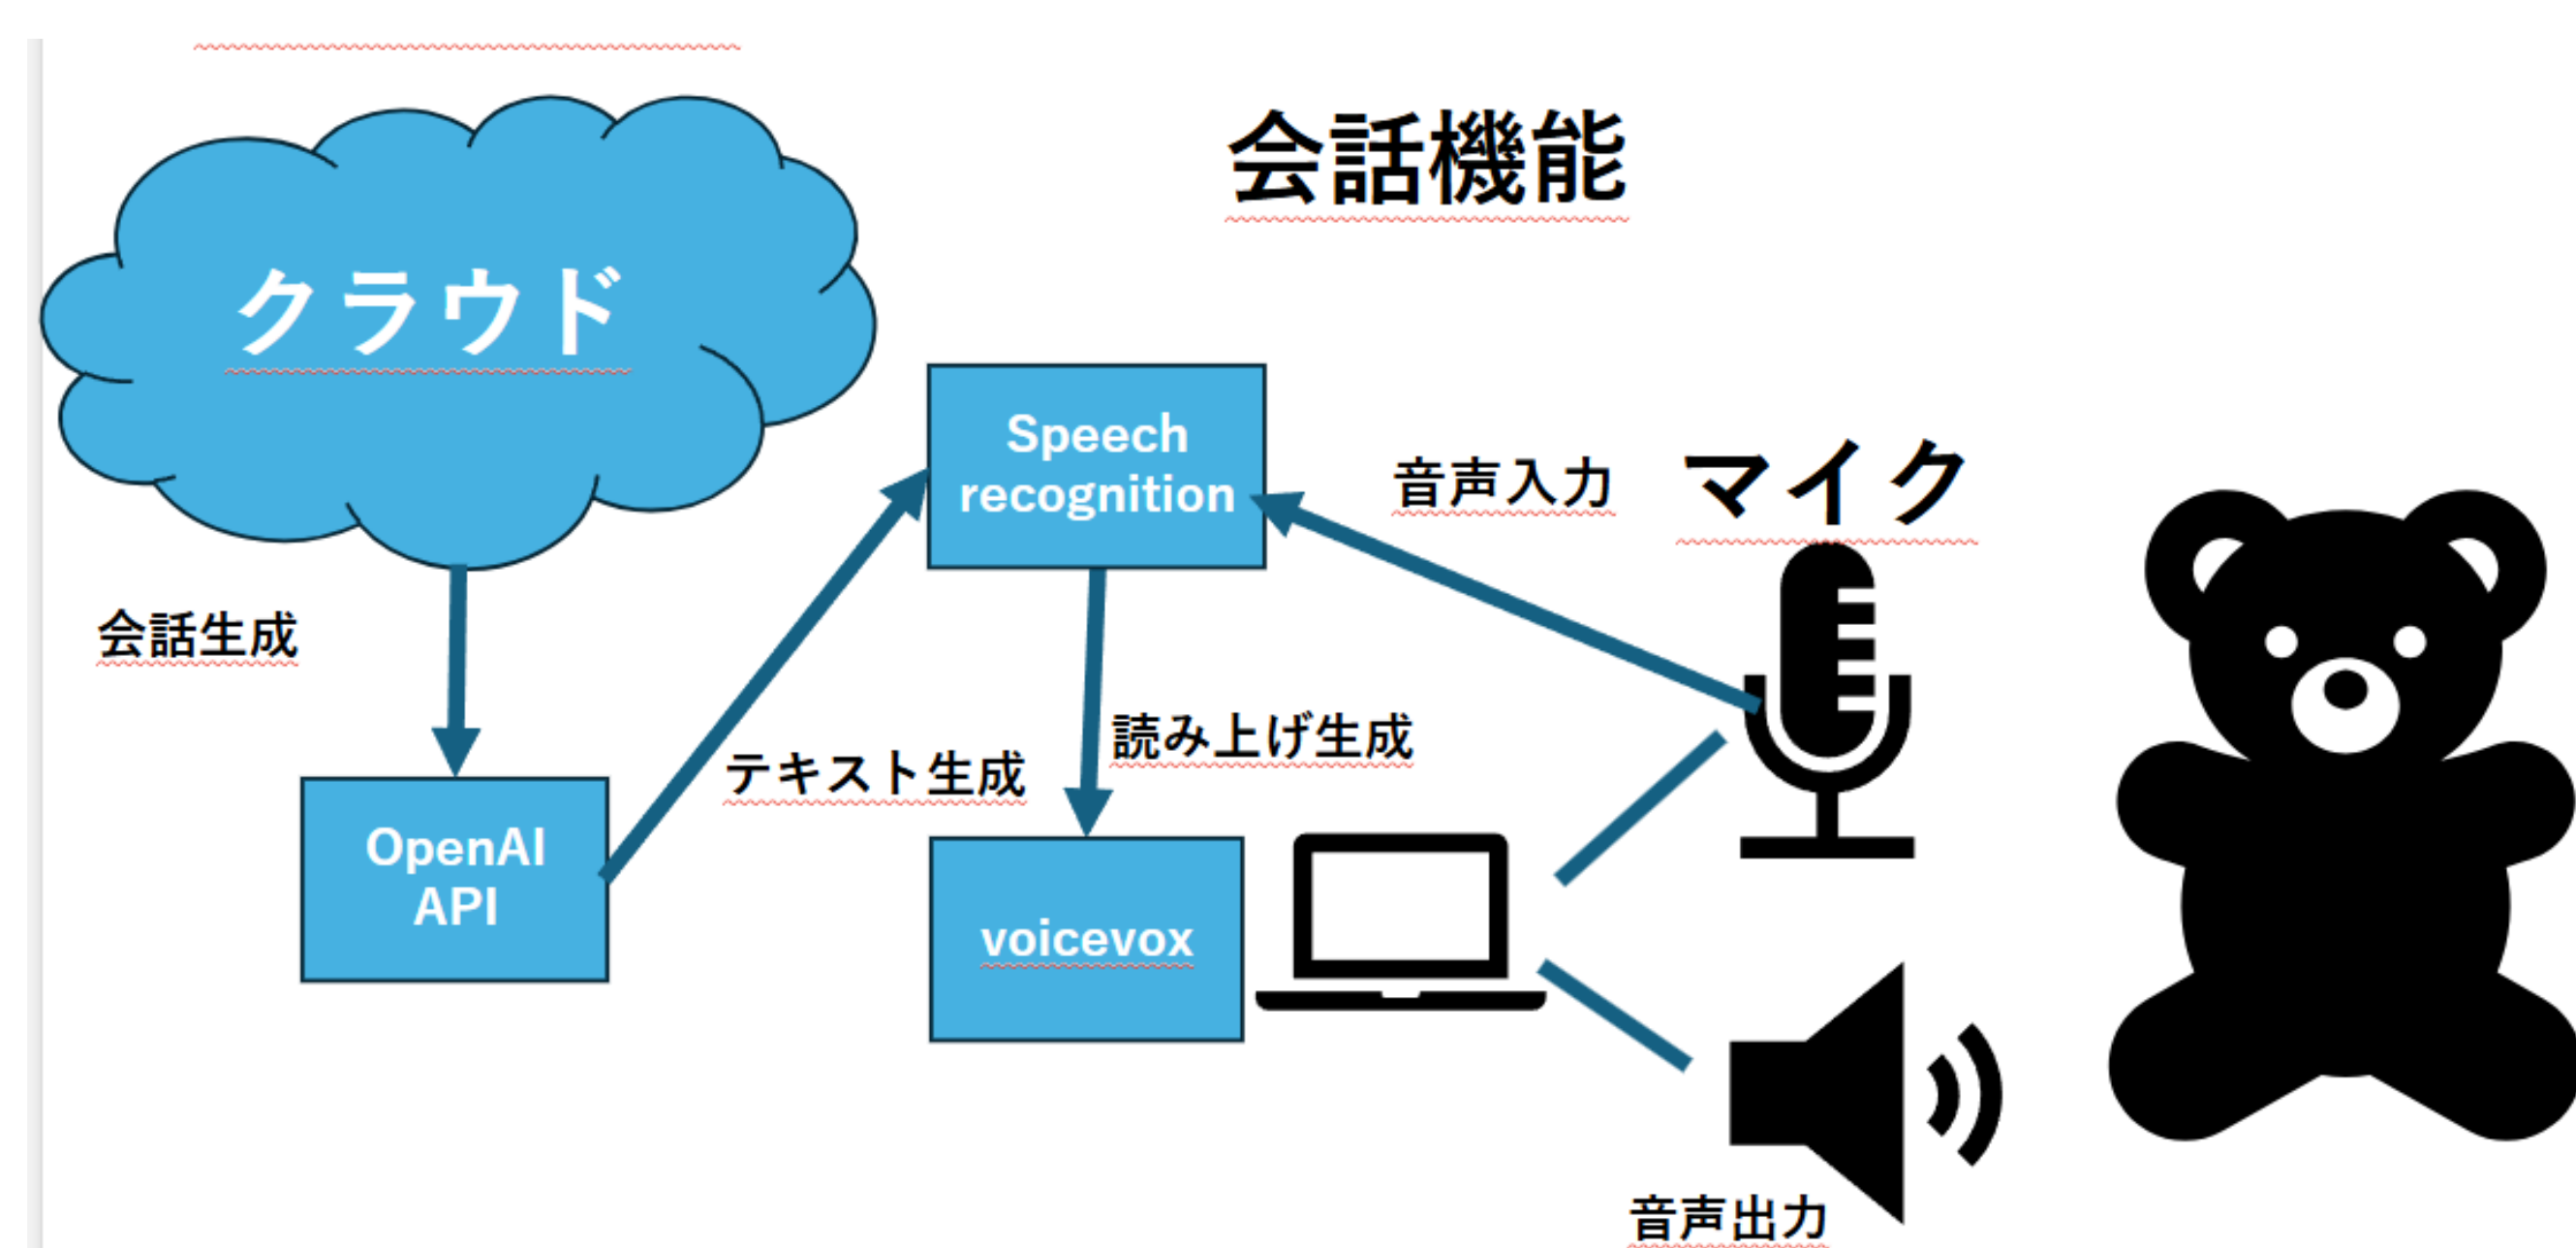 会話機能
クラウド
Speech
recognition
音声入力
マイク
会話生成
テキスト生成
読み上げ生成
OpenAI
API
voicevox
音声出力